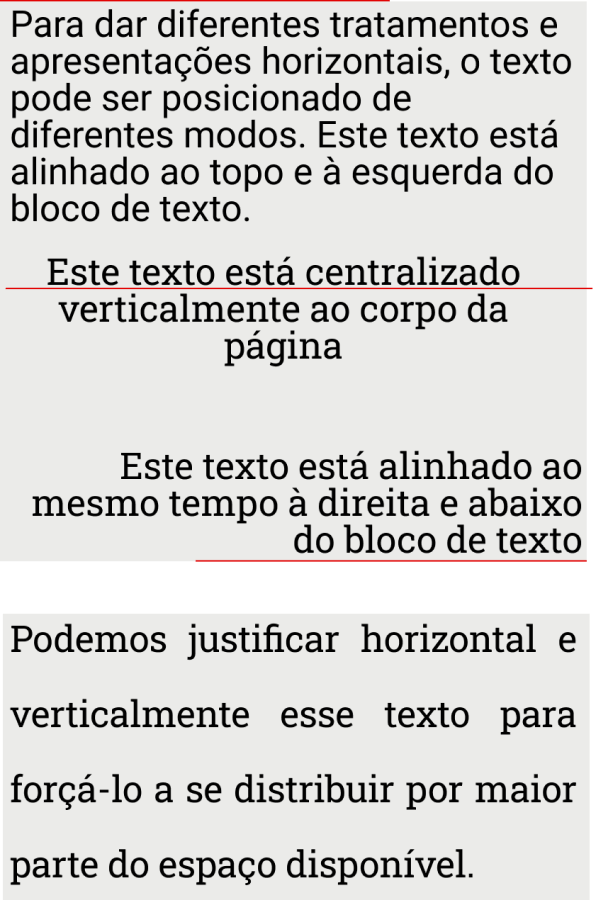 Para dar diferentes tratamentos e
apresentações horizontais, o texto
pode ser posicionado de
diferentes modos. Este texto está
alinhado ao topo e à esquerda do
bloco de texto.
Este texto está centralizado
verticalmente ao corpo da
página
Este texto está alinhado ao
mesmo tempo à direita e abaixo
do bloco de texto
Podemos justificar horizontal e
verticalmente esse texto para
forçá-lo a se distribuir por maior
parte do espaço disponível.